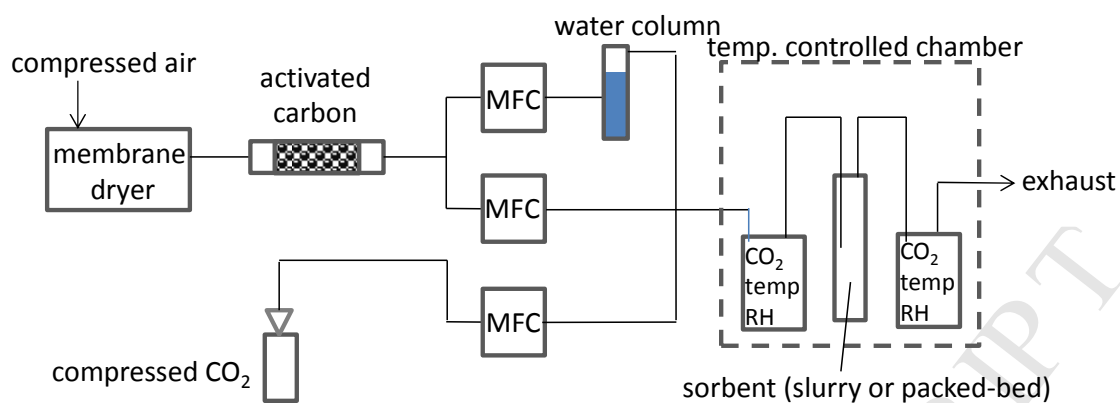 water column
temp. controlled chamber
compressed air
activated
carbon
MFC
membrane
dryer
MFC
exhaust
CO₂
temp
RH
CO₂
temp
RH
MFC
compressed CO₂
sorbent (slurry or packed-bed)